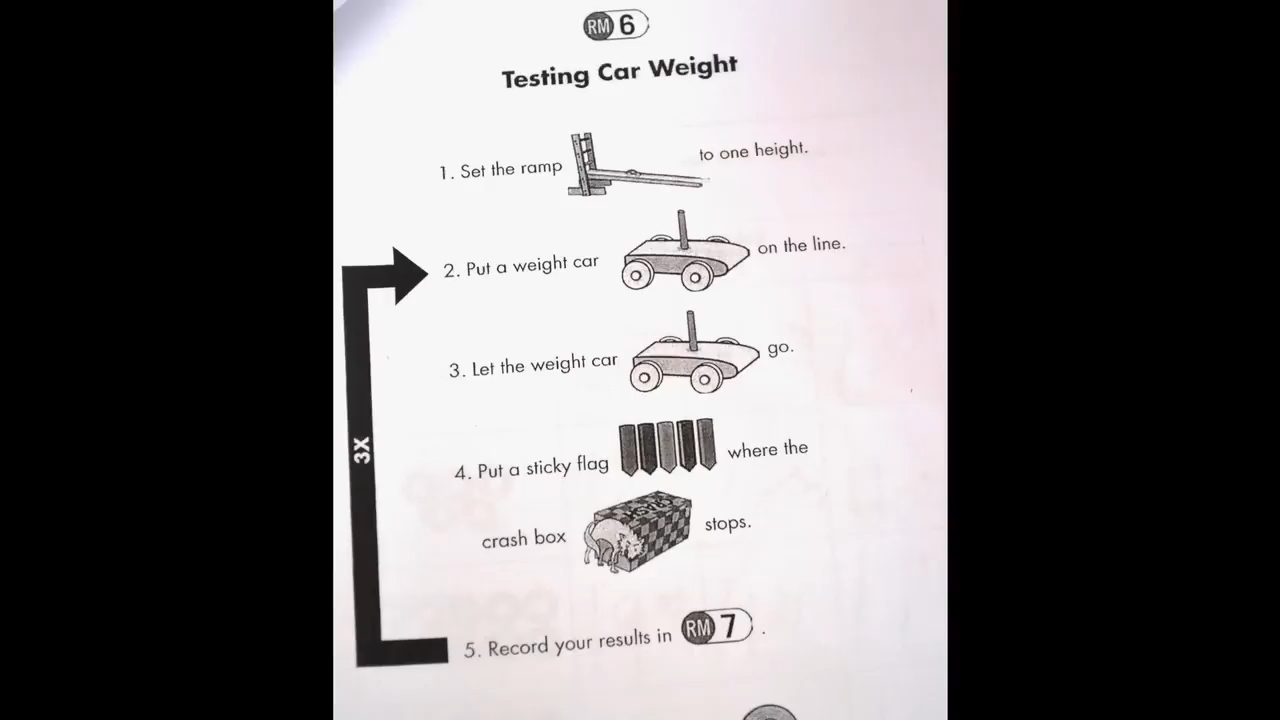 RM 6
Testing Car Weight
1. Set the ramp to one height.
2. Put a weight car on the line.
3. Let the weight car go.
4. Put a sticky flag where the
CRASH
crash box stops.
5. Record your results in RM 7 .
3X